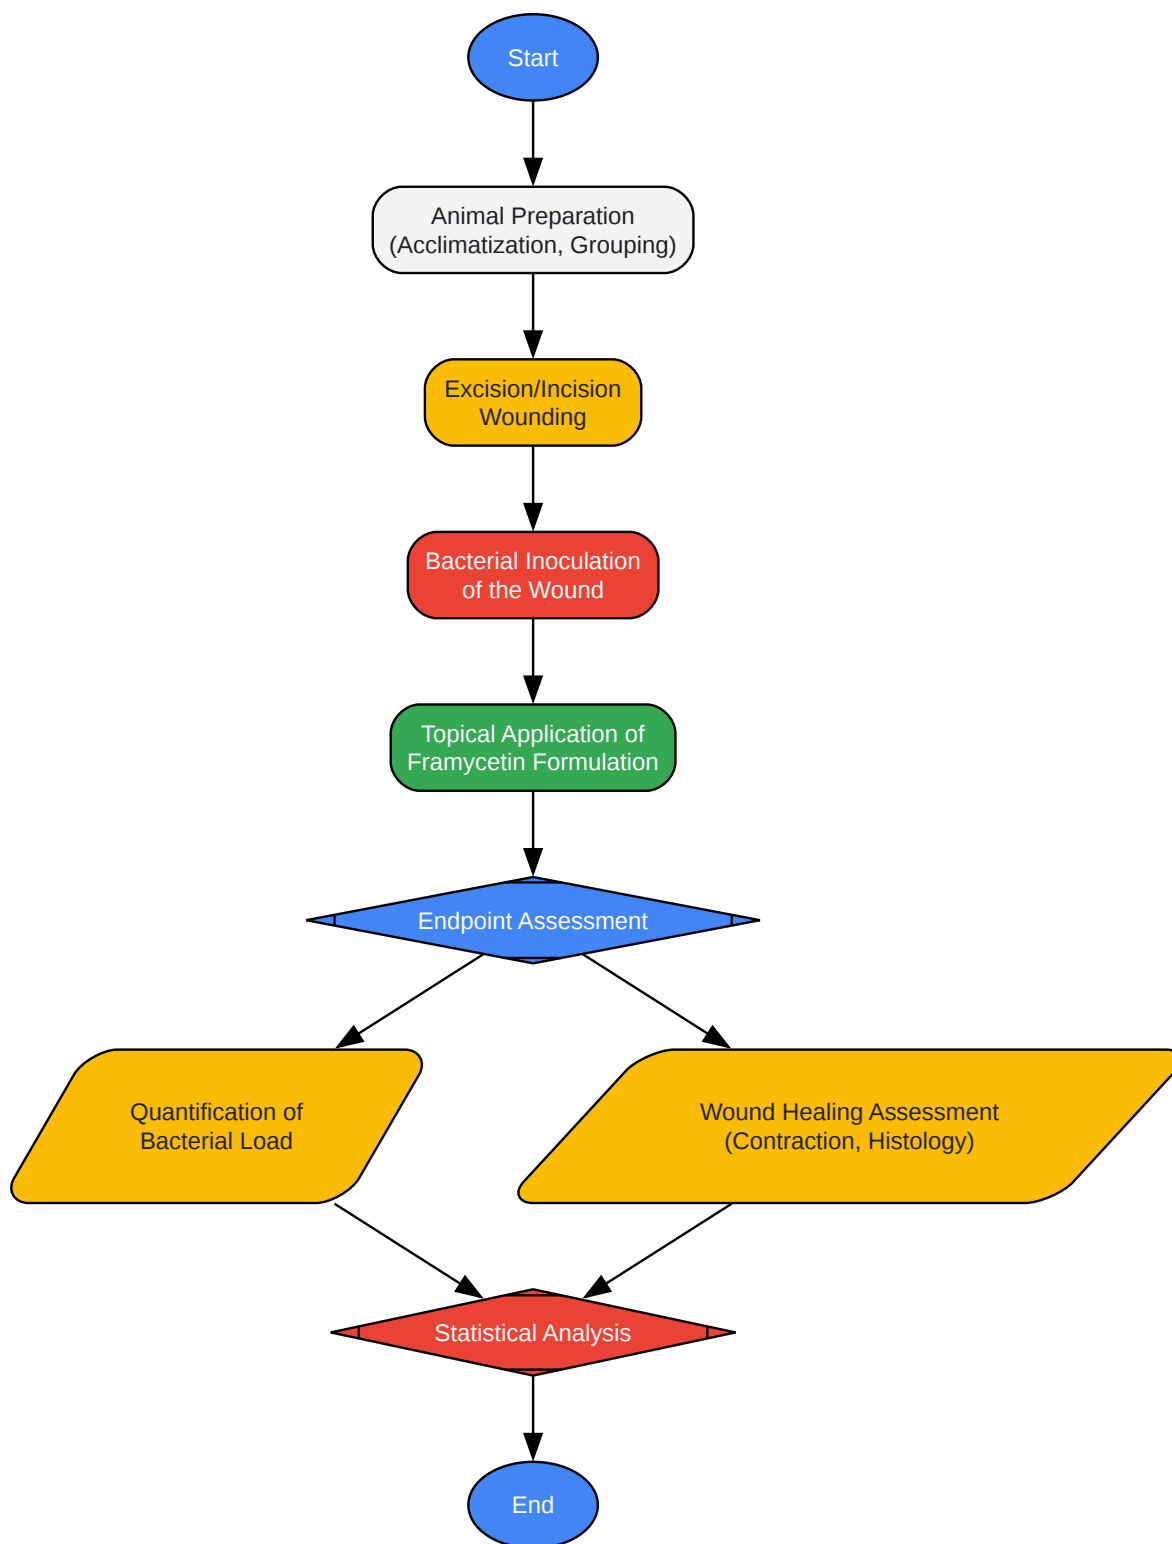 Start
Animal Preparation
(Acclimatization, Grouping)
Excision/Incision
Wounding
Bacterial Inoculation
of the Wound
Topical Application of
Framycetin Formulation
Endpoint Assessment
Quantification of
Bacterial Load
Wound Healing Assessment
(Contraction, Histology)
Statistical Analysis
End